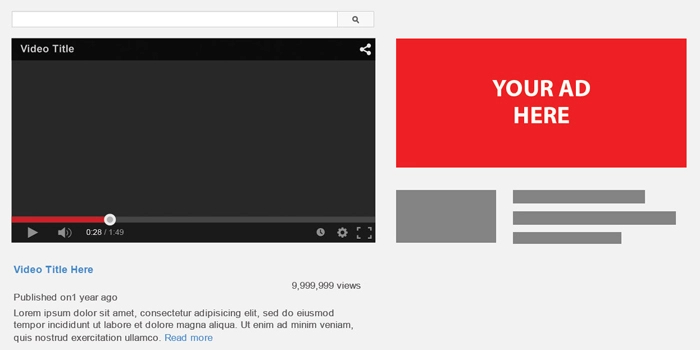 Video Title
YOUR AD
HERE
0:28 / 1:49
Video Title Here
9,999,999 views
Published on1 year ago
Lorem ipsum dolor sit amet, consectetur adipisicing elit, sed do eiusmod
tempor incididunt ut labore et dolore magna aliqua. Ut enim ad minim veniam,
quis nostrud exercitation ullamco. Read more